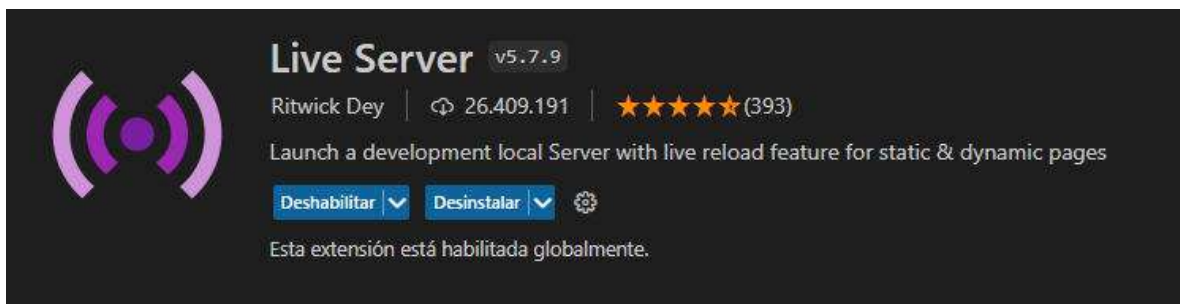 Live Server v5.7.9
Ritwick Dey 26.409.191 (393)
Launch a development local Server with live reload feature for static & dynamic pages
Deshabilitar Desinstalar
Esta extensión está habilitada globalmente.